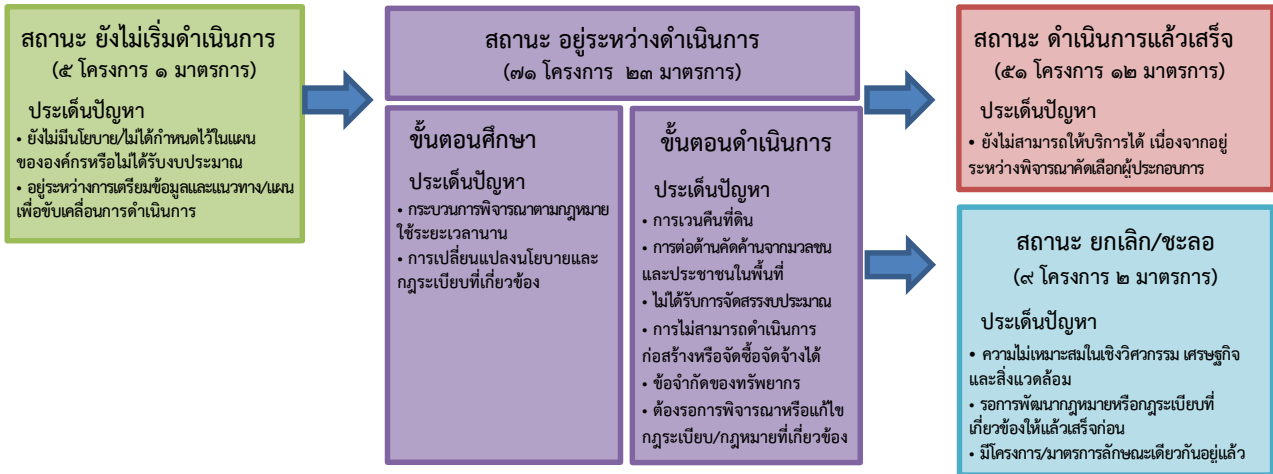 สถานะ ยังไม่เริ่มดำเนินการ
(๕ โครงการ ๑ มาตรการ)
ประเด็นปัญหา
• ยังไม่มีนโยบาย/ไม่ได้กำหนดไว้ในแผน
ขององค์กรหรือไม่ได้รับงบประมาณ
• อยู่ระหว่างการเตรียมข้อมูลและแนวทาง/แผน
เพื่อขับเคลื่อนการดำเนินการ
สถานะ อยู่ระหว่างดำเนินการ
(๗๑ โครงการ ๒๓ มาตรการ)
ขั้นตอนศึกษา
ประเด็นปัญหา
• กระบวนการพิจารณาตามกฎหมาย
ใช้ระยะเวลานาน
• การเปลี่ยนแปลงนโยบายและ
กฎระเบียบที่เกี่ยวข้อง
ขั้นตอนดำเนินการ
ประเด็นปัญหา
• การเวนคืนที่ดิน
• การต่อต้านคัดค้านจากมวลชน
และประชาชนในพื้นที่
• ไม่ได้รับการจัดสรรงบประมาณ
• การไม่สามารถดำเนินการ
ก่อสร้างหรือจัดซื้อจัดจ้างได้
• ข้อจำกัดของทรัพยากร
• ต้องรอการพิจารณาหรือแก้ไข
กฎระเบียบ/กฎหมายที่เกี่ยวข้อง
สถานะ ดำเนินการแล้วเสร็จ
(๕๑ โครงการ ๑๒ มาตรการ)
ประเด็นปัญหา
• ยังไม่สามารถให้บริการได้ เนื่องจากอยู่
ระหว่างพิจารณาคัดเลือกผู้ประกอบการ
สถานะ ยกเลิก/ชะลอ
(๙ โครงการ ๒ มาตรการ)
ประเด็นปัญหา
• ความไม่เหมาะสมในเชิงวิศวกรรม เศรษฐกิจ
และสิ่งแวดล้อม
• รอการพัฒนากฎหมายหรือกฎระเบียบที่
เกี่ยวข้องให้แล้วเสร็จก่อน
• มีโครงการ/มาตรการลักษณะเดียวกันอยู่แล้ว